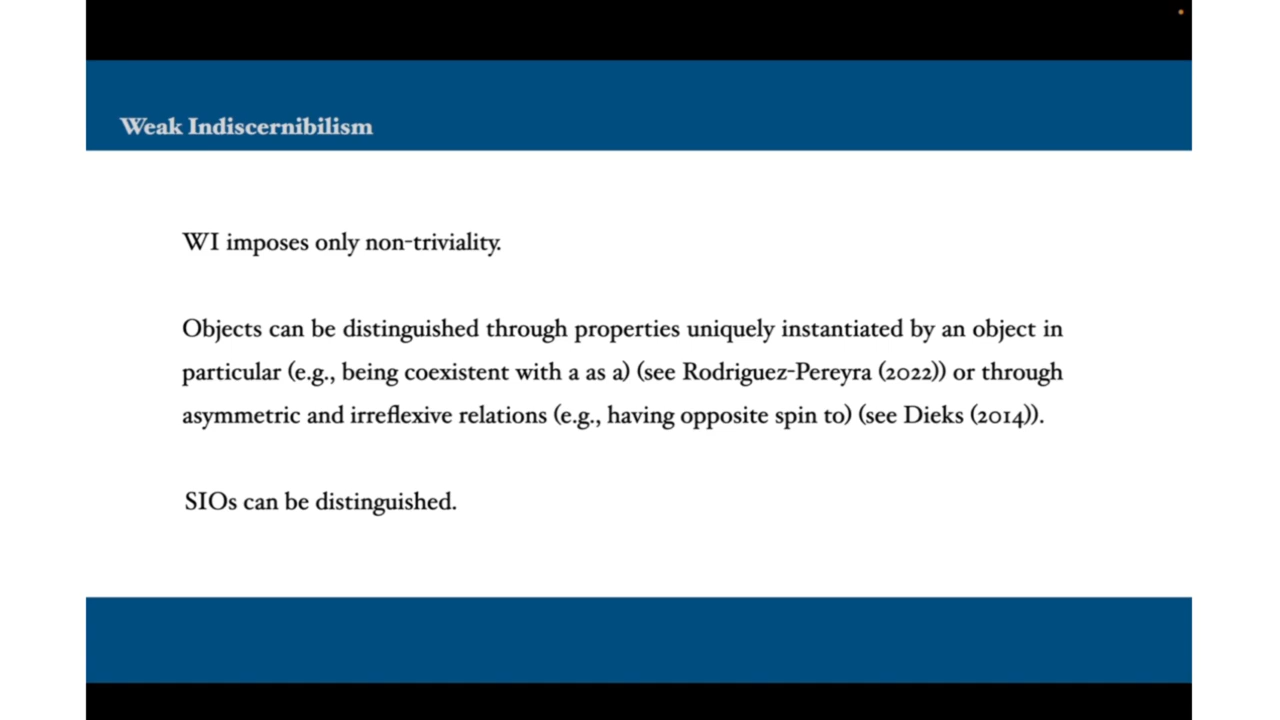 Weak Indiscernibilism
WI imposes only non-triviality.
Objects can be distinguished through properties uniquely instantiated by an object in
particular (e.g., being coexistent with a as a) (see Rodriguez-Pereyra (2022)) or through
asymmetric and irreflexive relations (e.g., having opposite spin to) (see Dieks (2014)).
SIOs can be distinguished.